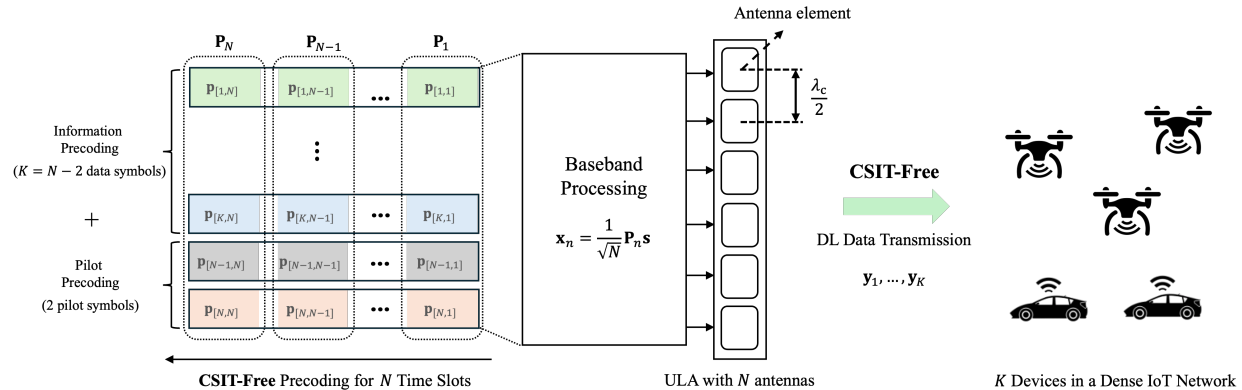 Antenna element
𝐏_N 𝐏_{N−1} 𝐏_1
𝐩_{[1,N]} 𝐩_{[1,N−1]} ••• 𝐩_{[1,1]}
λ_c
2
Information
Precoding
(K = N − 2 data symbols)
⋮
Baseband
Processing
𝐱_n = \frac{1}{\sqrt{N}} 𝐏_n 𝐬
CSIT-Free
𝐩_{[K,N]} 𝐩_{[K,N−1]} ••• 𝐩_{[K,1]}
+
DL Data Transmission
𝐲_1, … , 𝐲_K
Pilot
Precoding
(2 pilot symbols)
𝐩_{[N−1,N]} 𝐩_{[N−1,N−1]} ••• 𝐩_{[N−1,1]}
𝐩_{[N,N]} 𝐩_{[N,N−1]} ••• 𝐩_{[N,1]}
CSIT-Free Precoding for N Time Slots
ULA with N antennas
K Devices in a Dense IoT Network